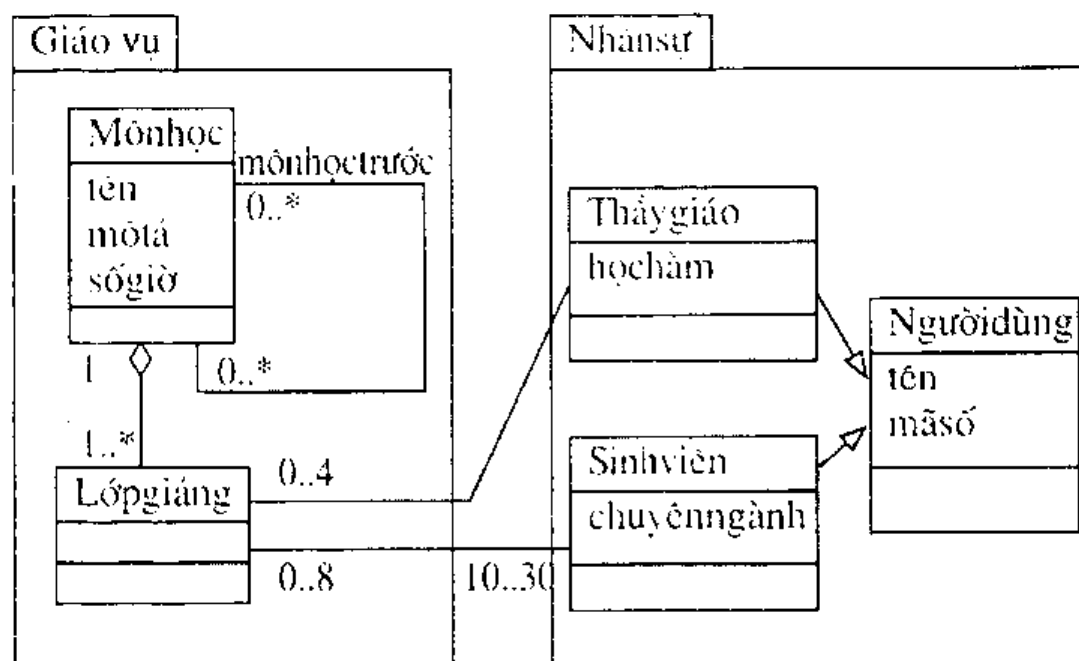 Giáo vụ
Nhânsự
Mônhọc
tên
môtả
sốgiờ
mônhọctrước
0..*
0..*
1
1..*
Lớpgiảng
0..4
0..8
10..30
Thầygiáo
họchàm
Sinhviên
chuyênngành
Ngườidùng
tên
mãsố